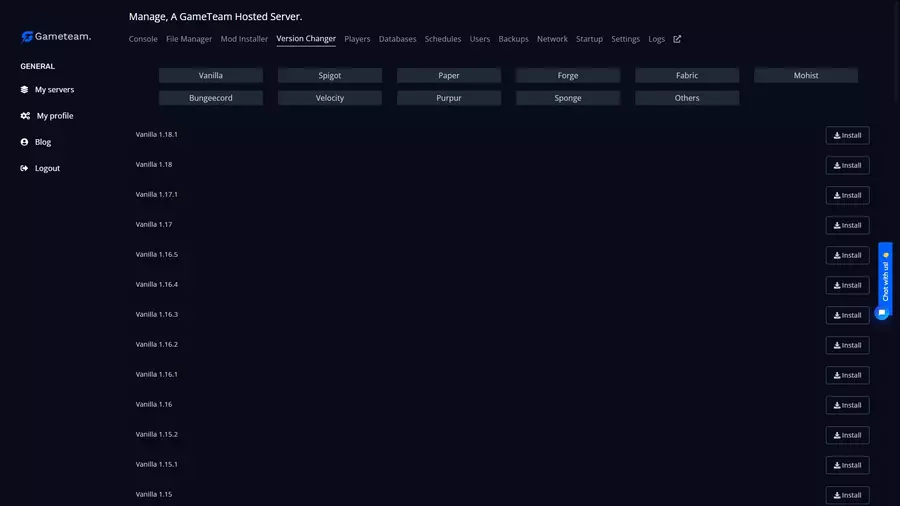 Manage, A GameTeam Hosted Server.
Gameteam.
Console File Manager Mod Installer Version Changer Players Databases Schedules Users Backups Network Startup Settings Logs
GENERAL
My servers
My profile
Blog
Logout
Vanilla Spigot Paper Forge Fabric Mohist
Bungeecord Velocity Purpur Sponge Others
Vanilla 1.18.1 Install
Vanilla 1.18 Install
Vanilla 1.17.1 Install
Vanilla 1.17 Install
Vanilla 1.16.5 Install
Vanilla 1.16.4 Install
Vanilla 1.16.3 Install
Vanilla 1.16.2 Install
Vanilla 1.16.1 Install
Vanilla 1.16 Install
Vanilla 1.15.2 Install
Vanilla 1.15.1 Install
Vanilla 1.15 Install
Chat with us!